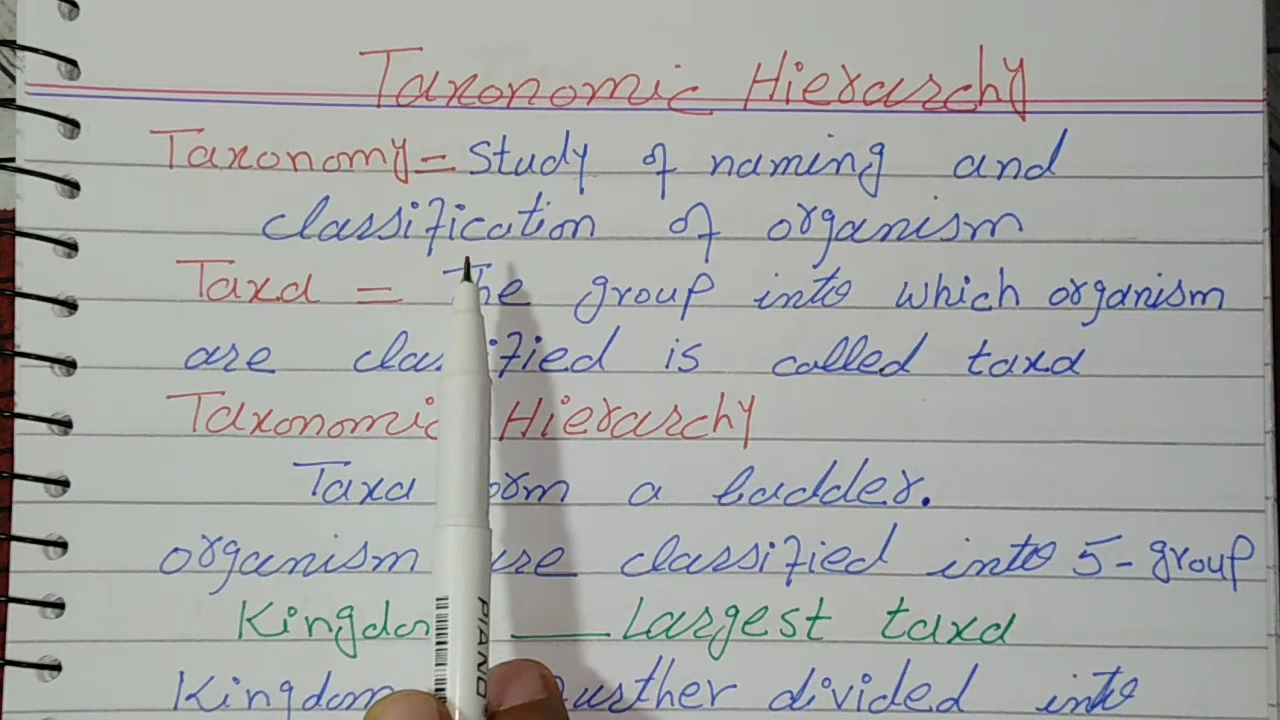 Taxonomic Hierarchy
Taxonomy = Study of naming and
classification of organism
Taxa = The group into which organism
are classified is called taxa
Taxonomic Hierarchy
Taxa form a ladder.
organism are classified into 5-group
Kingdom __ Largest taxa
Kingdom further divided into
PIANO